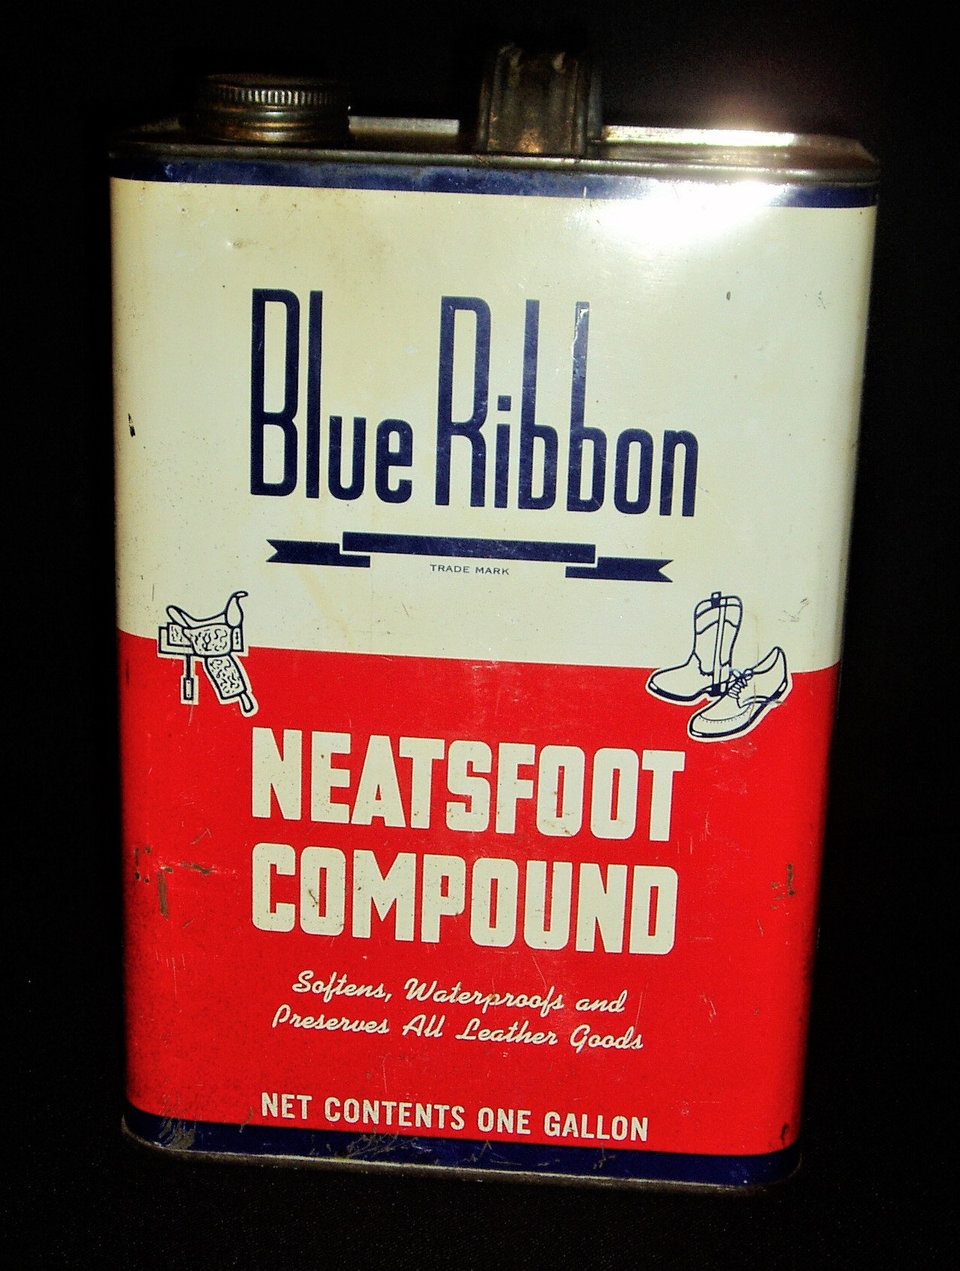 Blue Ribbon
TRADE MARK
NEATSFOOT
COMPOUND
Softens, Waterproofs and
Preserves All Leather Goods
NET CONTENTS ONE GALLON